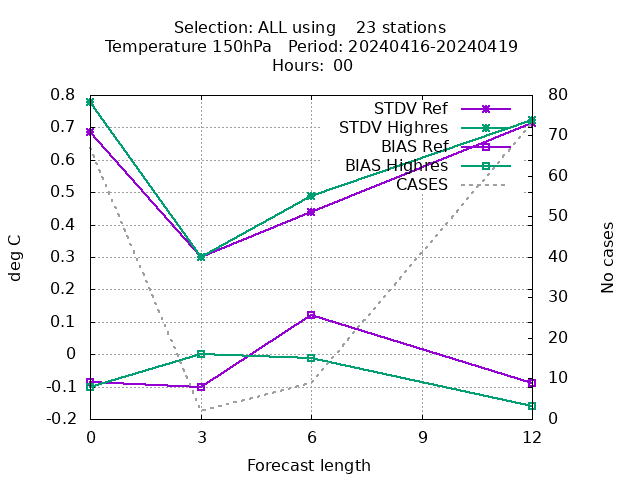 Selection: ALL using    23 stations
Temperature 150hPa   Period: 20240416-20240419
Hours:  00
deg C
0.8
0.7
0.6
0.5
0.4
0.3
0.2
0.1
0
-0.1
-0.2
STDV Ref
STDV Highres
BIAS Ref
BIAS Highres
CASES
80
70
60
50
40
30
20
10
0
No cases
0 3 6 9 12
Forecast length